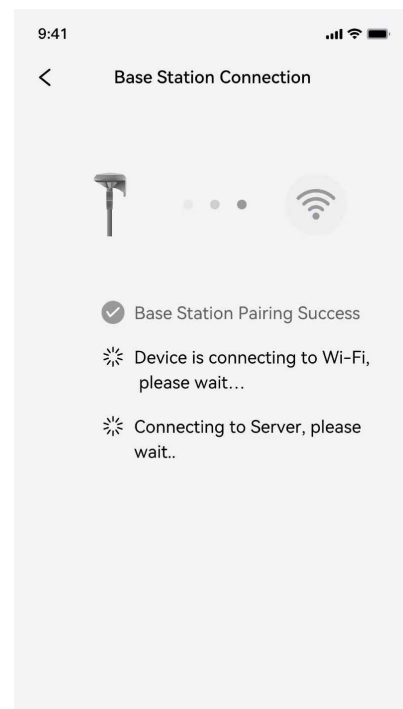 9:41
Base Station Connection
Base Station Pairing Success
Device is connecting to Wi-Fi,
please wait...
Connecting to Server, please
wait..